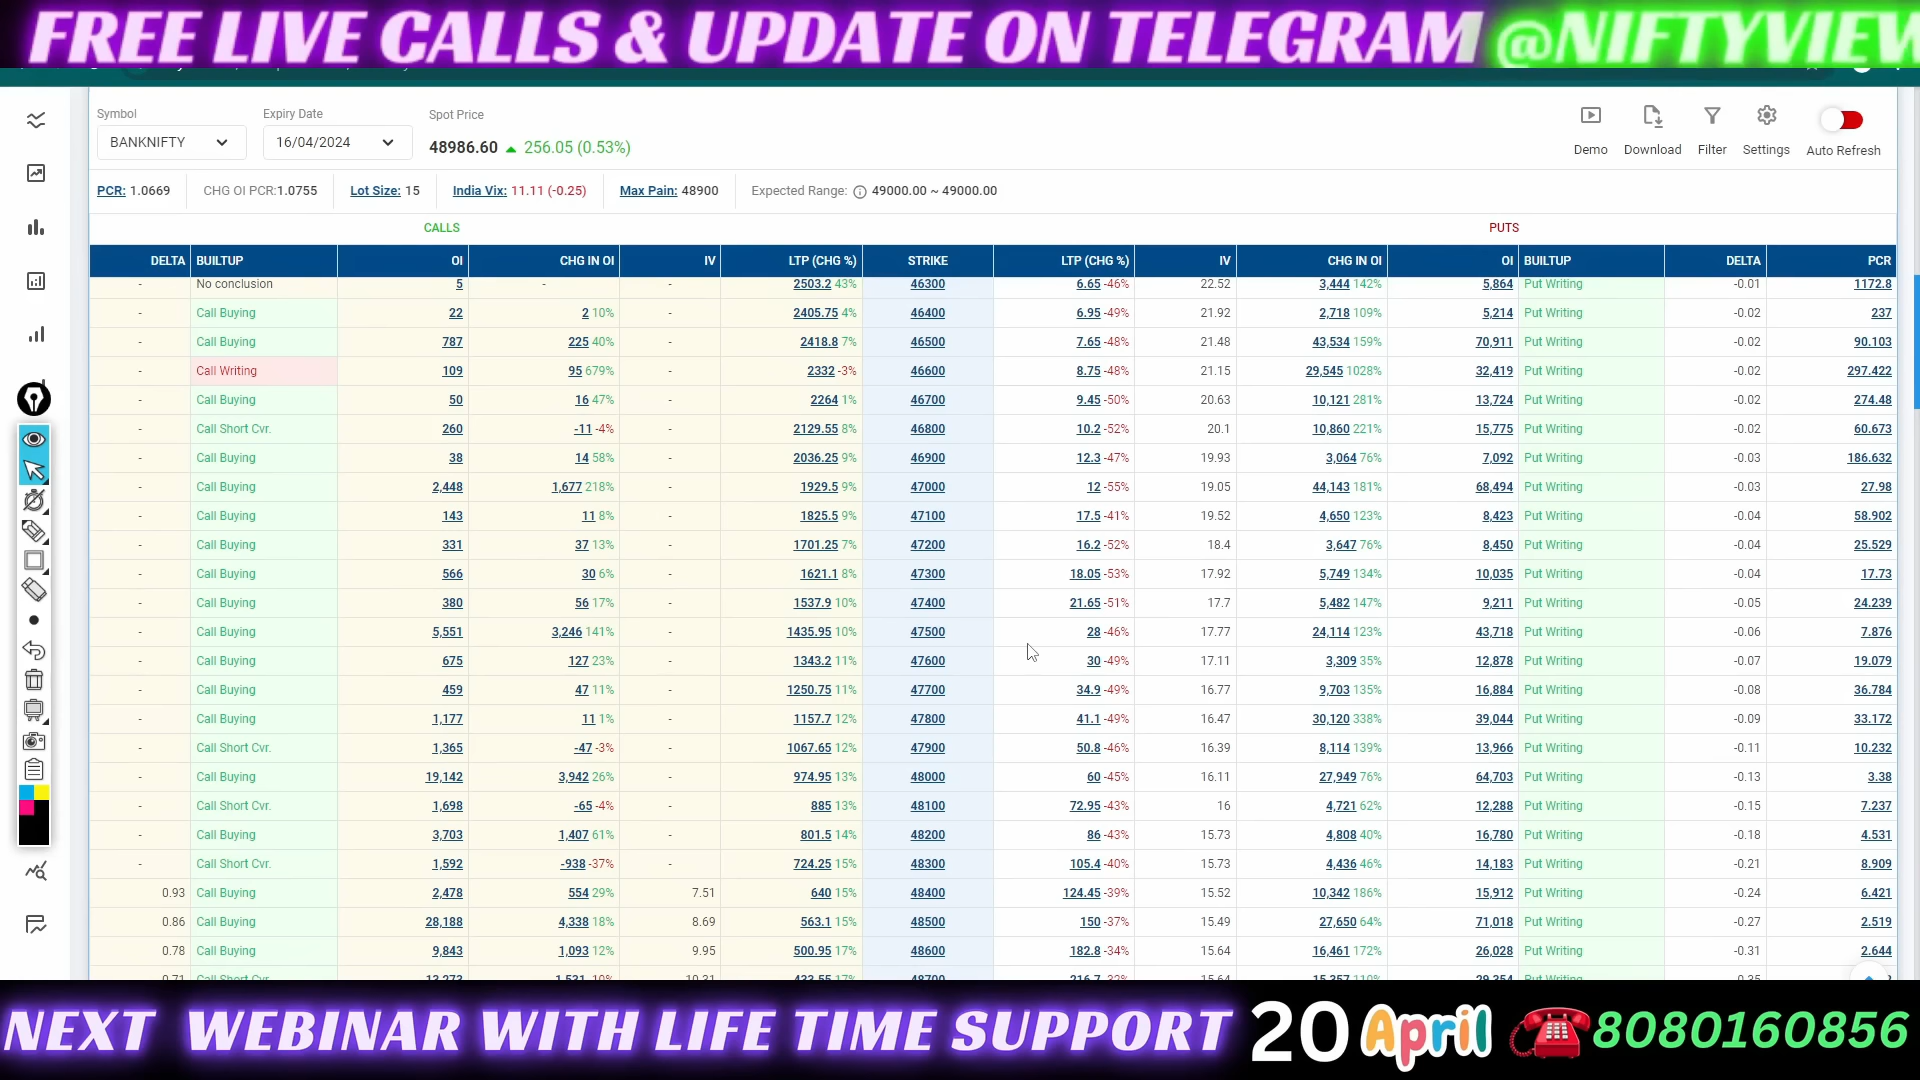 FREE LIVE CALLS & UPDATE ON TELEGRAM @NIFTYVIEW
Symbol Expiry Date Spot Price
BANKNIFTY 16/04/2024 48986.60 256.05 (0.53%)
Demo Download Filter Settings Auto Refresh
PCR: 1.0669 CHG OI PCR:1.0755 Lot Size: 15 India Vix: 11.11 (-0.25) Max Pain: 48900 Expected Range: 49000.00 ~ 49000.00
CALLS PUTS
DELTA BUILTUP OI CHG IN OI IV LTP (CHG %) STRIKE LTP (CHG %) IV CHG IN OI OI BUILTUP DELTA PCR
- No conclusion 5 - - 2503.2 43% 46300 6.65 -46% 22.52 3,444 142% 5,864 Put Writing -0.01 1172.8
- Call Buying 22 2 10% - 2405.75 4% 46400 6.95 -49% 21.92 2,718 109% 5,214 Put Writing -0.02 237
- Call Buying 787 225 40% - 2418.8 7% 46500 7.65 -48% 21.48 43,534 159% 70,911 Put Writing -0.02 90.103
- Call Writing 109 95 679% - 2332 -3% 46600 8.75 -48% 21.15 29,545 1028% 32,419 Put Writing -0.02 297.422
- Call Buying 50 16 47% - 2264 1% 46700 9.45 -50% 20.63 10,121 281% 13,724 Put Writing -0.02 274.48
- Call Short Cvr. 260 -11 -4% - 2129.55 8% 46800 10.2 -52% 20.1 10,860 221% 15,775 Put Writing -0.02 60.673
- Call Buying 38 14 58% - 2036.25 9% 46900 12.3 -47% 19.93 3,064 76% 7,092 Put Writing -0.03 186.632
- Call Buying 2,448 1,677 218% - 1929.5 9% 47000 12 -55% 19.05 44,143 181% 68,494 Put Writing -0.03 27.98
- Call Buying 143 11 8% - 1825.5 9% 47100 17.5 -41% 19.52 4,650 123% 8,423 Put Writing -0.04 58.902
- Call Buying 331 37 13% - 1701.25 7% 47200 16.2 -52% 18.4 3,647 76% 8,450 Put Writing -0.04 25.529
- Call Buying 566 30 6% - 1621.1 8% 47300 18.05 -53% 17.92 5,749 134% 10,035 Put Writing -0.04 17.73
- Call Buying 380 56 17% - 1537.9 10% 47400 21.65 -51% 17.7 5,482 147% 9,211 Put Writing -0.05 24.239
- Call Buying 5,551 3,246 141% - 1435.95 10% 47500 28 -46% 17.77 24,114 123% 43,718 Put Writing -0.06 7.876
- Call Buying 675 127 23% - 1343.2 11% 47600 30 -49% 17.11 3,309 35% 12,878 Put Writing -0.07 19.079
- Call Buying 459 47 11% - 1250.75 11% 47700 34.9 -49% 16.77 9,703 135% 16,884 Put Writing -0.08 36.784
- Call Buying 1,177 11 1% - 1157.7 12% 47800 41.1 -49% 16.47 30,120 338% 39,044 Put Writing -0.09 33.172
- Call Short Cvr. 1,365 -47 -3% - 1067.65 12% 47900 50.8 -46% 16.39 8,114 139% 13,966 Put Writing -0.11 10.232
- Call Buying 19,142 3,942 26% - 974.95 13% 48000 60 -45% 16.11 27,949 76% 64,703 Put Writing -0.13 3.38
- Call Short Cvr. 1,698 -65 -4% - 885 13% 48100 72.95 -43% 16 4,721 62% 12,288 Put Writing -0.15 7.237
- Call Buying 3,703 1,407 61% - 801.5 14% 48200 86 -43% 15.73 4,808 40% 16,780 Put Writing -0.18 4.531
- Call Short Cvr. 1,592 -938 -37% - 724.25 15% 48300 105.4 -40% 15.73 4,436 46% 14,183 Put Writing -0.21 8.909
0.93 Call Buying 2,478 554 29% 7.51 640 15% 48400 124.45 -39% 15.52 10,342 186% 15,912 Put Writing -0.24 6.421
0.86 Call Buying 28,188 4,338 18% 8.69 563.1 15% 48500 150 -37% 15.49 27,650 64% 71,018 Put Writing -0.27 2.519
0.78 Call Buying 9,843 1,093 12% 9.95 500.95 17% 48600 182.8 -34% 15.64 16,461 172% 26,028 Put Writing -0.31 2.644
NEXT WEBINAR WITH LIFE TIME SUPPORT 20 April 8080160856